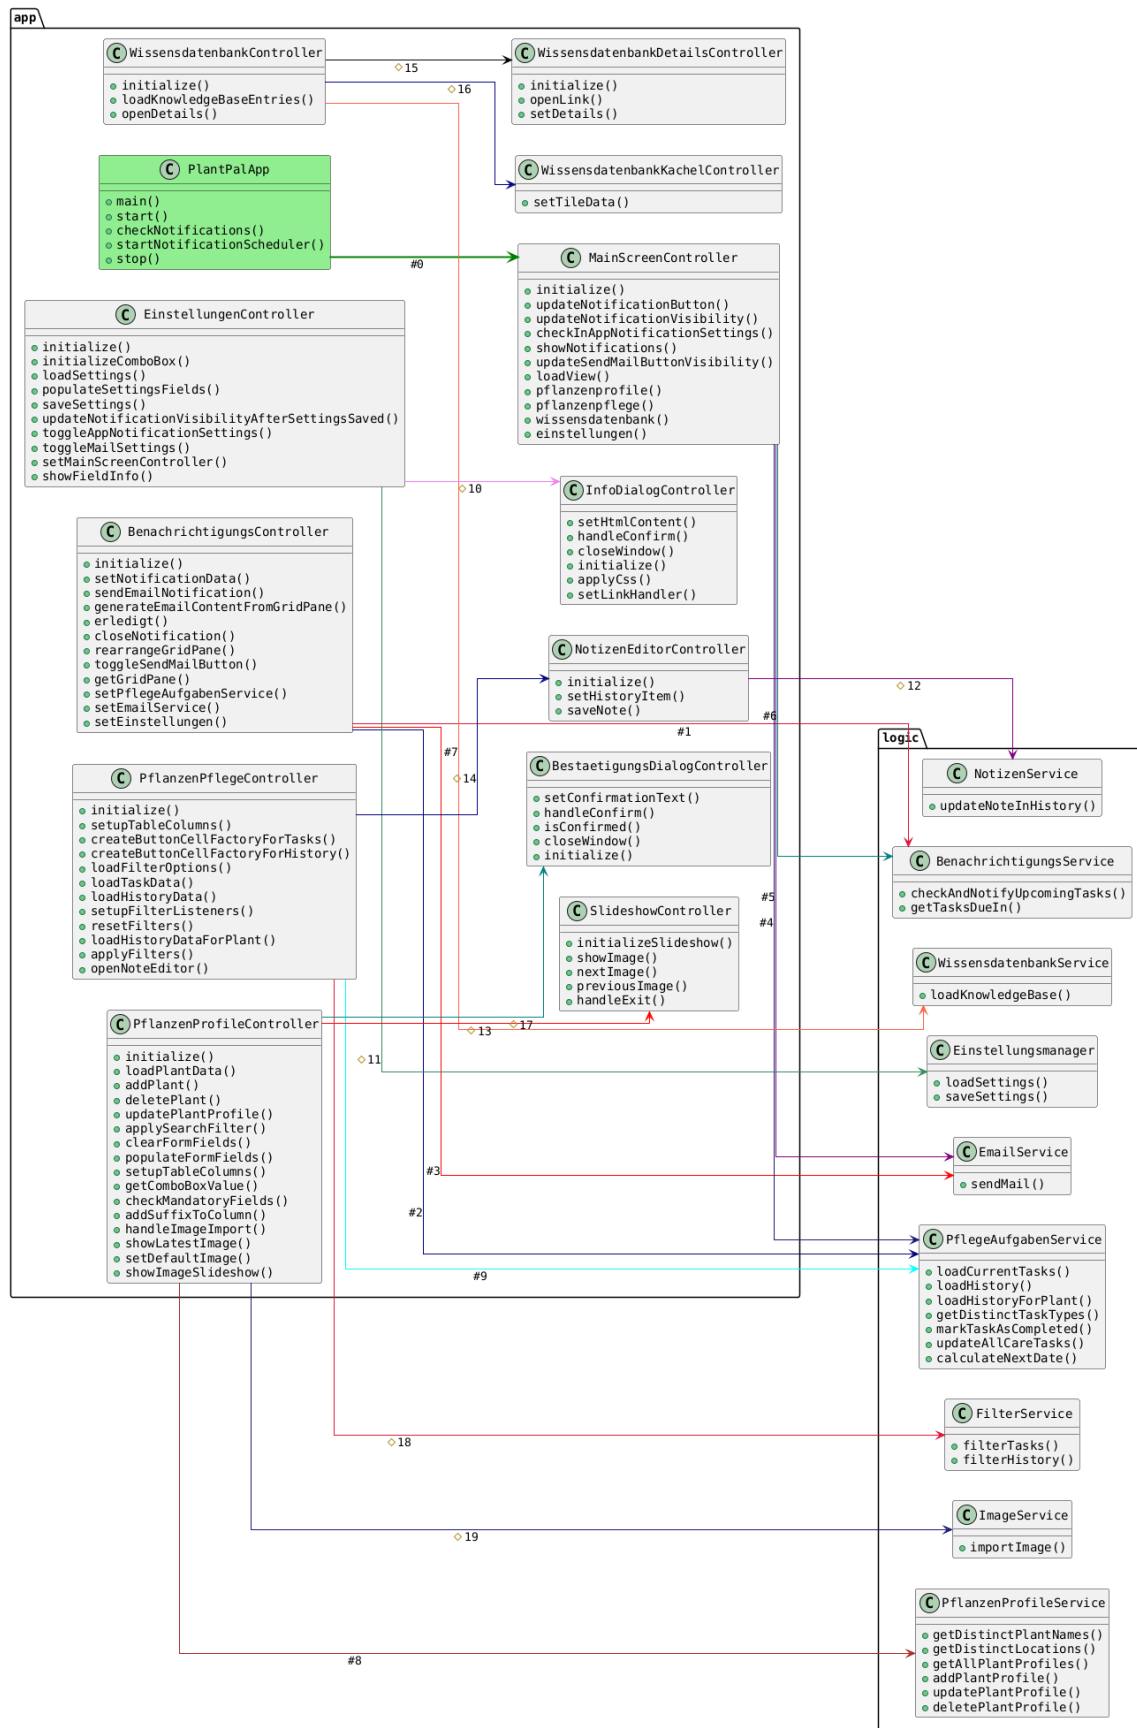 app
WissensdatenbankController
initialize()
loadKnowledgeBaseEntries()
openDetails()
WissensdatenbankDetailsController
initialize()
openLink()
setDetails()
15
16
WissensdatenbankKachelController
setTileData()
PlantPalApp
main()
start()
checkNotifications()
startNotificationScheduler()
stop()
#0
MainScreenController
initialize()
updateNotificationButton()
updateNotificationVisibility()
checkInAppNotificationSettings()
showNotifications()
updateSendMailButtonVisibility()
loadView()
pflanzenprofile()
pflanzenpflege()
wissensdatenbank()
einstellungen()
EinstellungenController
initialize()
initializeComboBox()
loadSettings()
populateSettingsFields()
saveSettings()
updateNotificationVisibilityAfterSettingsSaved()
toggleAppNotificationSettings()
toggleMailSettings()
setMainScreenController()
showFieldInfo()
10
InfoDialogController
setHtmlContent()
handleConfirm()
closeWindow()
initialize()
applyCss()
setLinkHandler()
BenachrichtigungsController
initialize()
setNotificationData()
sendEmailNotification()
generateEmailContentFromGridPane()
erledigt()
closeNotification()
rearrangeGridPane()
toggleSendMailButton()
getGridPane()
setPflegeAufgabenService()
setEmailService()
setEinstellungen()
NotizenEditorController
initialize()
setHistoryItem()
saveNote()
12
#6
#1
#7
14
logic
NotizenService
updateNoteInHistory()
PflanzenPflegeController
initialize()
setupTableColumns()
createButtonCellFactoryForTasks()
createButtonCellFactoryForHistory()
loadFilterOptions()
loadTaskData()
loadHistoryData()
setupFilterListeners()
resetFilters()
loadHistoryDataForPlant()
applyFilters()
openNoteEditor()
BestaetigungsDialogController
setConfirmationText()
handleConfirm()
isConfirmed()
closeWindow()
initialize()
BenachrichtigungsService
checkAndNotifyUpcomingTasks()
getTasksDueIn()
#5
#4
SlideshowController
initializeSlideshow()
showImage()
nextImage()
previousImage()
handleExit()
WissensdatenbankService
loadKnowledgeBase()
PflanzenProfileController
initialize()
loadPlantData()
addPlant()
deletePlant()
updatePlantProfile()
applySearchFilter()
clearFormFields()
populateFormFields()
setupTableColumns()
getComboBoxValue()
checkMandatoryFields()
addSuffixToColumn()
handleImageImport()
showLatestImage()
setDefaultImage()
showImageSlideshow()
17
13
11
Einstellungsmanager
loadSettings()
saveSettings()
#3
EmailService
sendMail()
#2
#9
PflegeAufgabenService
loadCurrentTasks()
loadHistory()
loadHistoryForPlant()
getDistinctTaskTypes()
markTaskAsCompleted()
updateAllCareTasks()
calculateNextDate()
18
FilterService
filterTasks()
filterHistory()
19
ImageService
importImage()
#8
PflanzenProfileService
getDistinctPlantNames()
getDistinctLocations()
getAllPlantProfiles()
addPlantProfile()
updatePlantProfile()
deletePlantProfile()